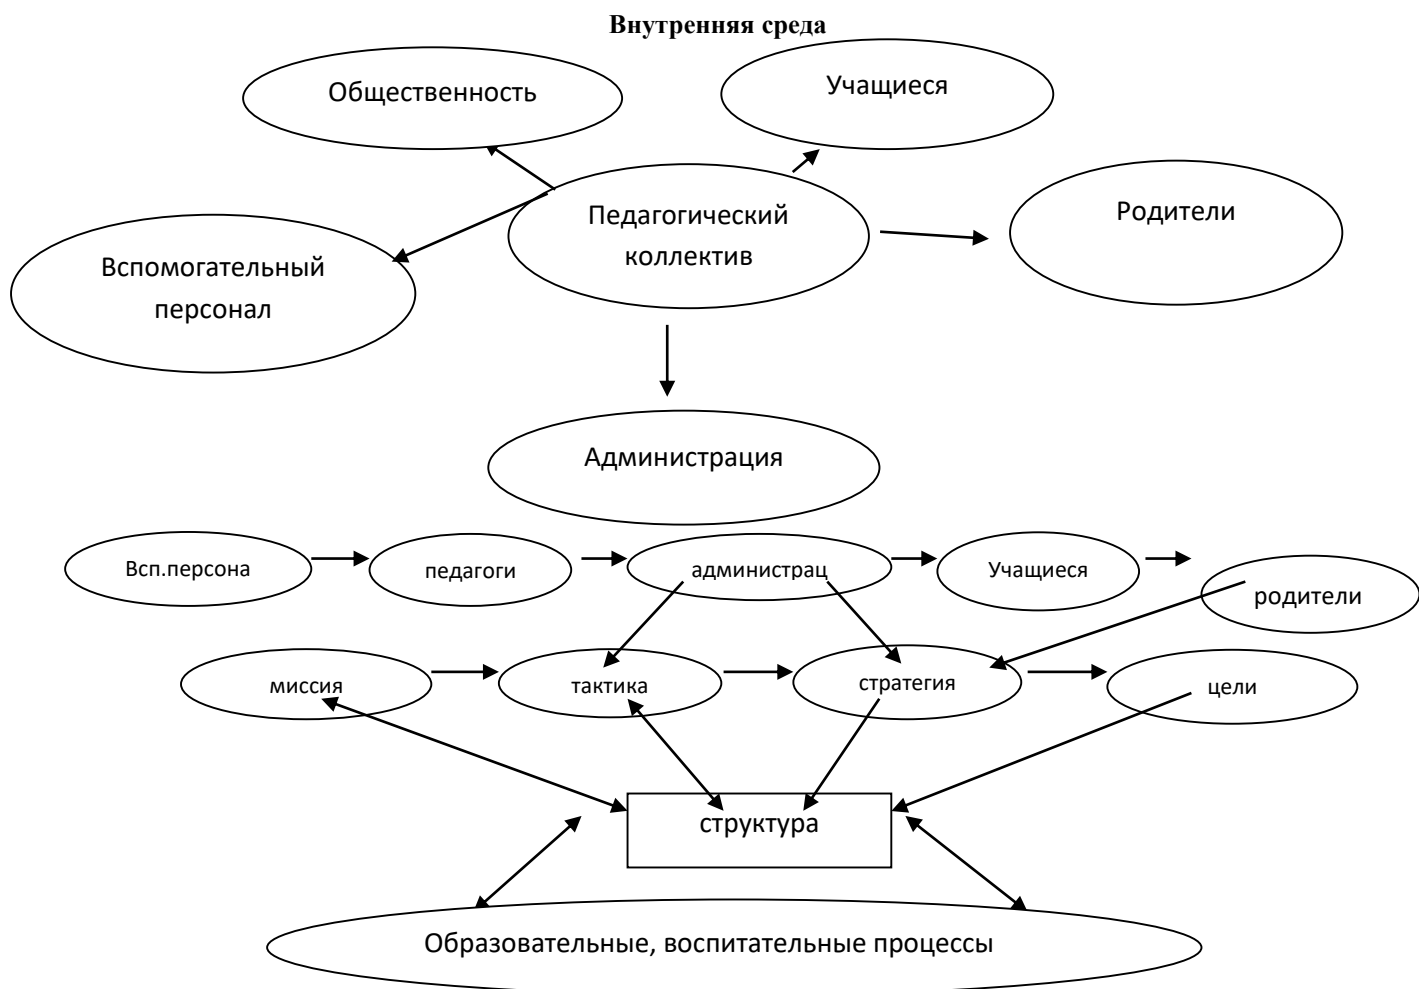 Внутренняя среда
Общественность
Учащиеся
Педагогический
коллектив
Родители
Вспомогательный
персонал
Администрация
Всп.персона
педагоги
администрац
Учащиеся
родители
миссия
тактика
стратегия
цели
структура
Образовательные, воспитательные процессы